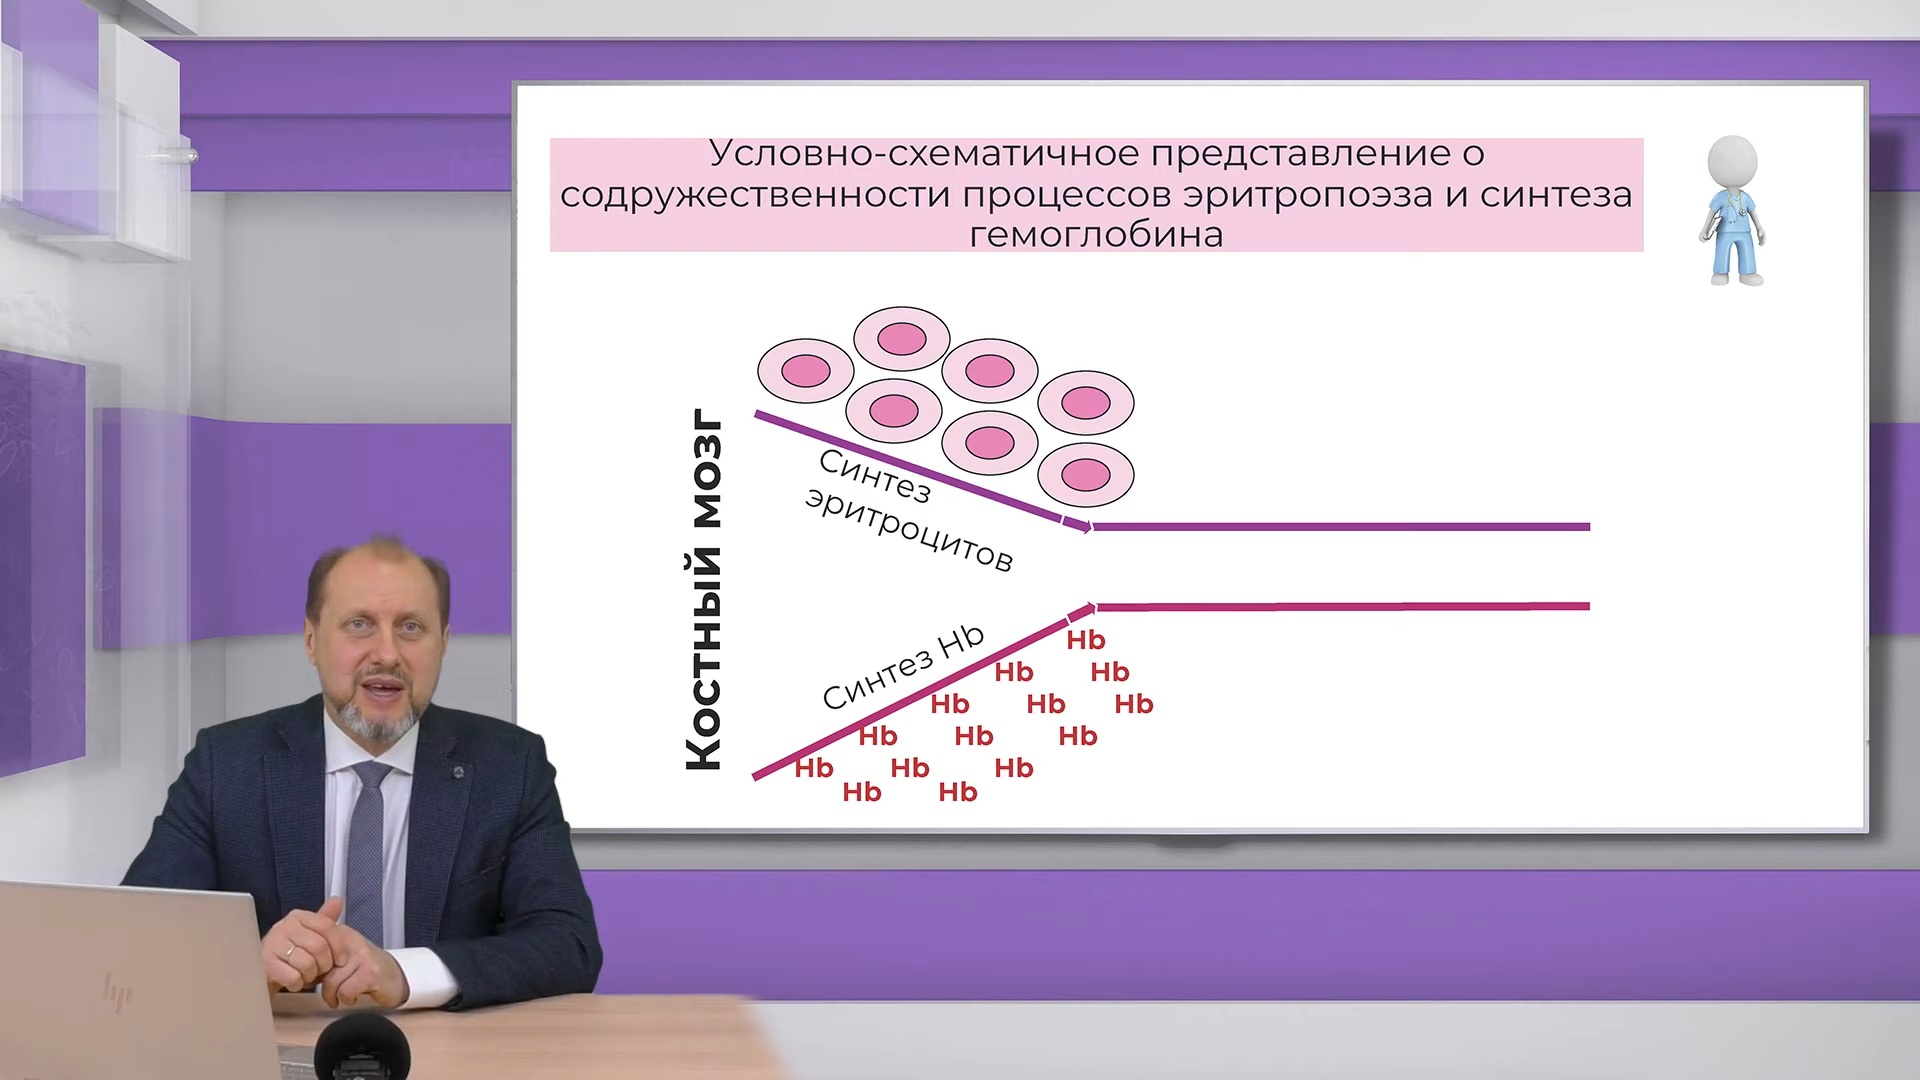 Условно-схематичное представление о
содружественности процессов эритропоэза и синтеза
гемоглобина
Костный мозг
Синтез
эритроцитов
Синтез Hb
Hb
Hb Hb
Hb Hb Hb
Hb Hb Hb
Hb Hb Hb
Hb Hb
hp